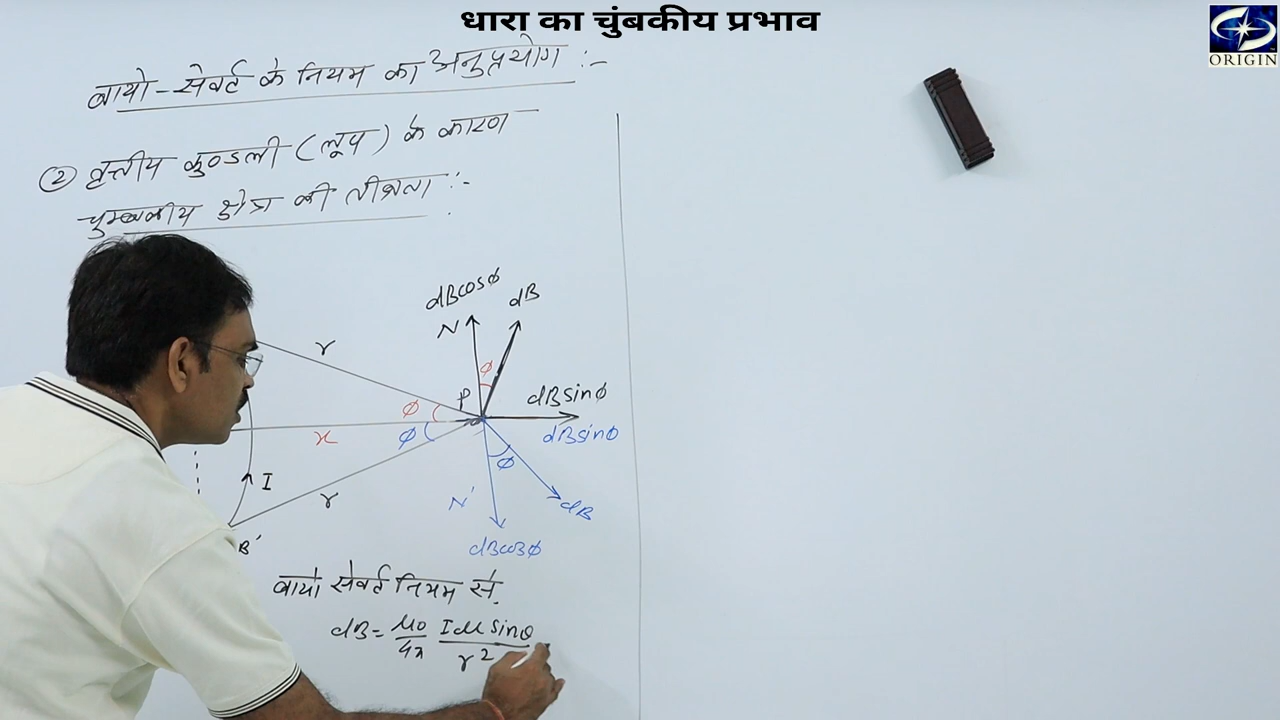 धारा का चुंबकीय प्रभाव
ORIGIN
बायो-सेवर्ट के नियम का अनुप्रयोग :-
② वृत्तीय कुण्डली (लूप) के कारण
चुम्बकीय क्षेत्र की तीव्रता :-
dBcosϕ
dB
N
ϕ
r
P
dBsinϕ
ϕ
x
ϕ
dBsinϕ
ϕ
I
r
N'
dB
B'
dBcosϕ
बायो सेवर्ट नियम से,
dB = μ0/4π Idl sinθ/r²